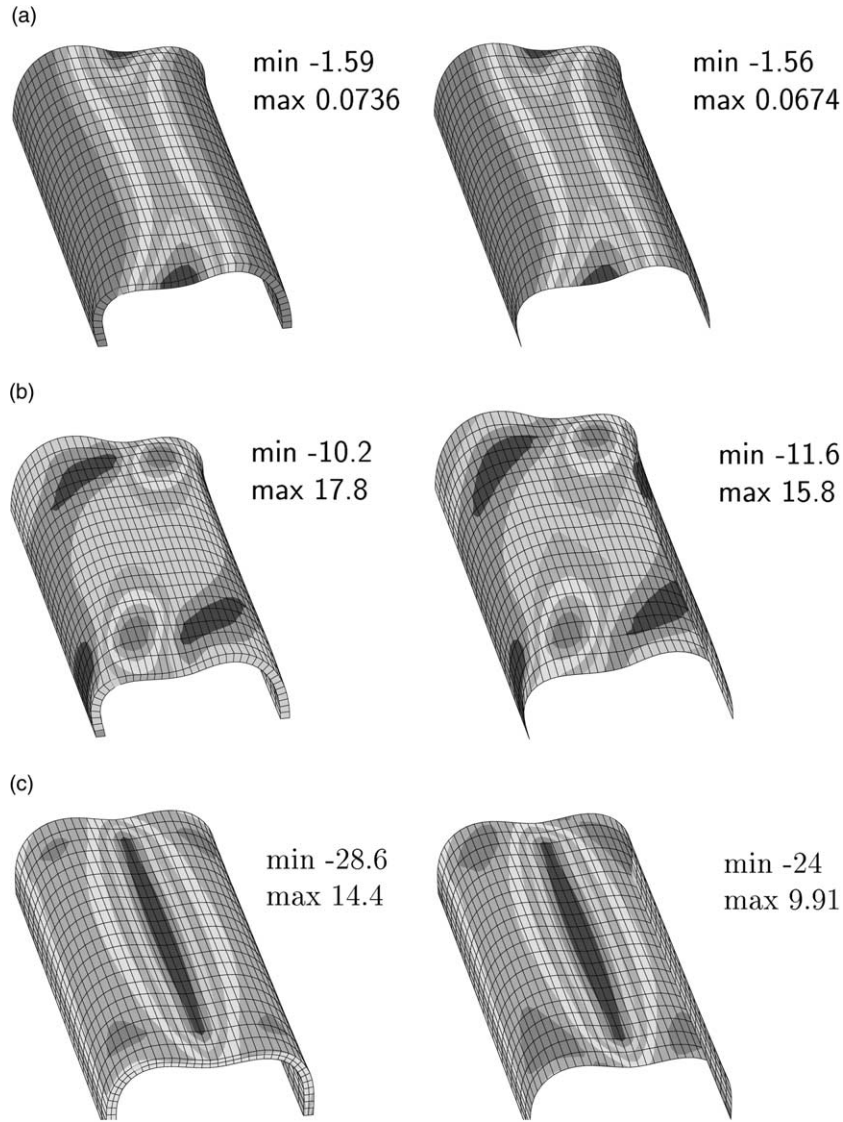 (a)
min -1.59
max 0.0736
min -1.56
max 0.0674
(b)
min -10.2
max 17.8
min -11.6
max 15.8
(c)
min -28.6
max 14.4
min -24
max 9.91